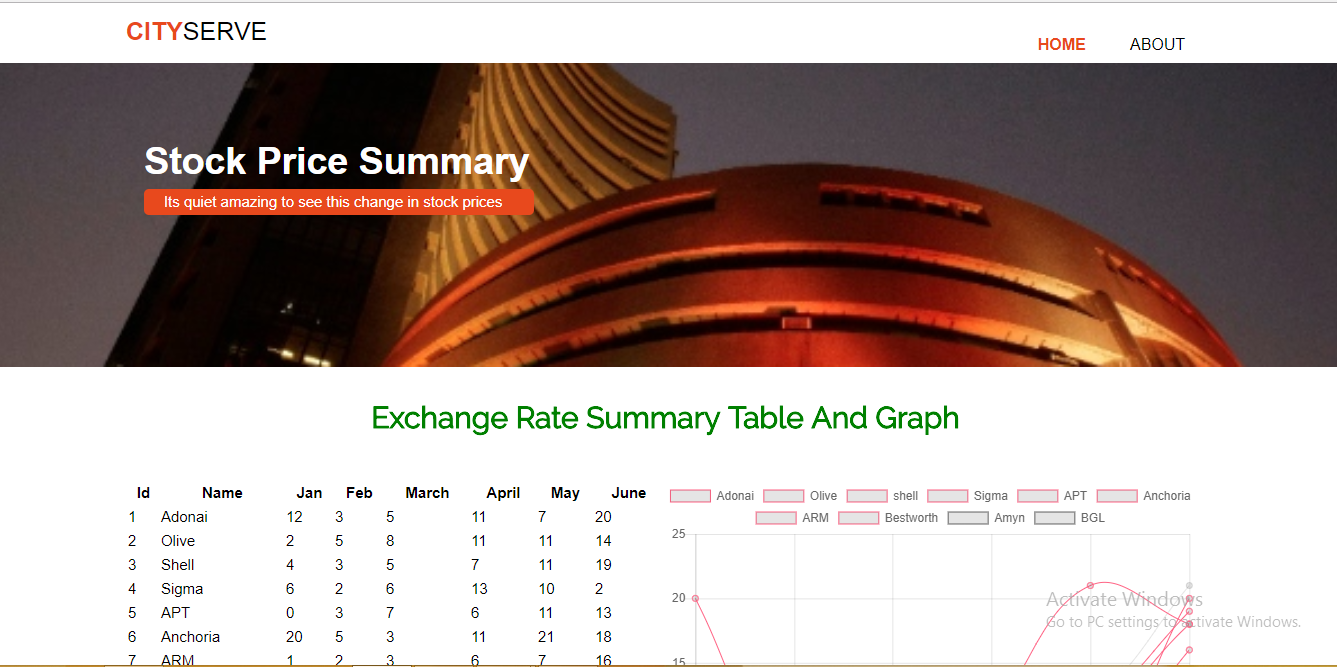 CITYSERVE
HOME ABOUT
Stock Price Summary
Its quiet amazing to see this change in stock prices
Exchange Rate Summary Table And Graph
Id Name Jan Feb March April May June
1 Adonai 12 3 5 11 7 20
2 Olive 2 5 8 11 11 14
3 Shell 4 3 5 7 11 19
4 Sigma 6 2 6 13 10 2
5 APT 0 3 7 6 11 13
6 Anchoria 20 5 3 11 21 18
7 ARM 1 2 3 6 7 16
Adonai Olive shell Sigma APT Anchoria
ARM Bestworth Amyn BGL
25
20
15
Activate Windows
Go to PC settings to activate Windows.